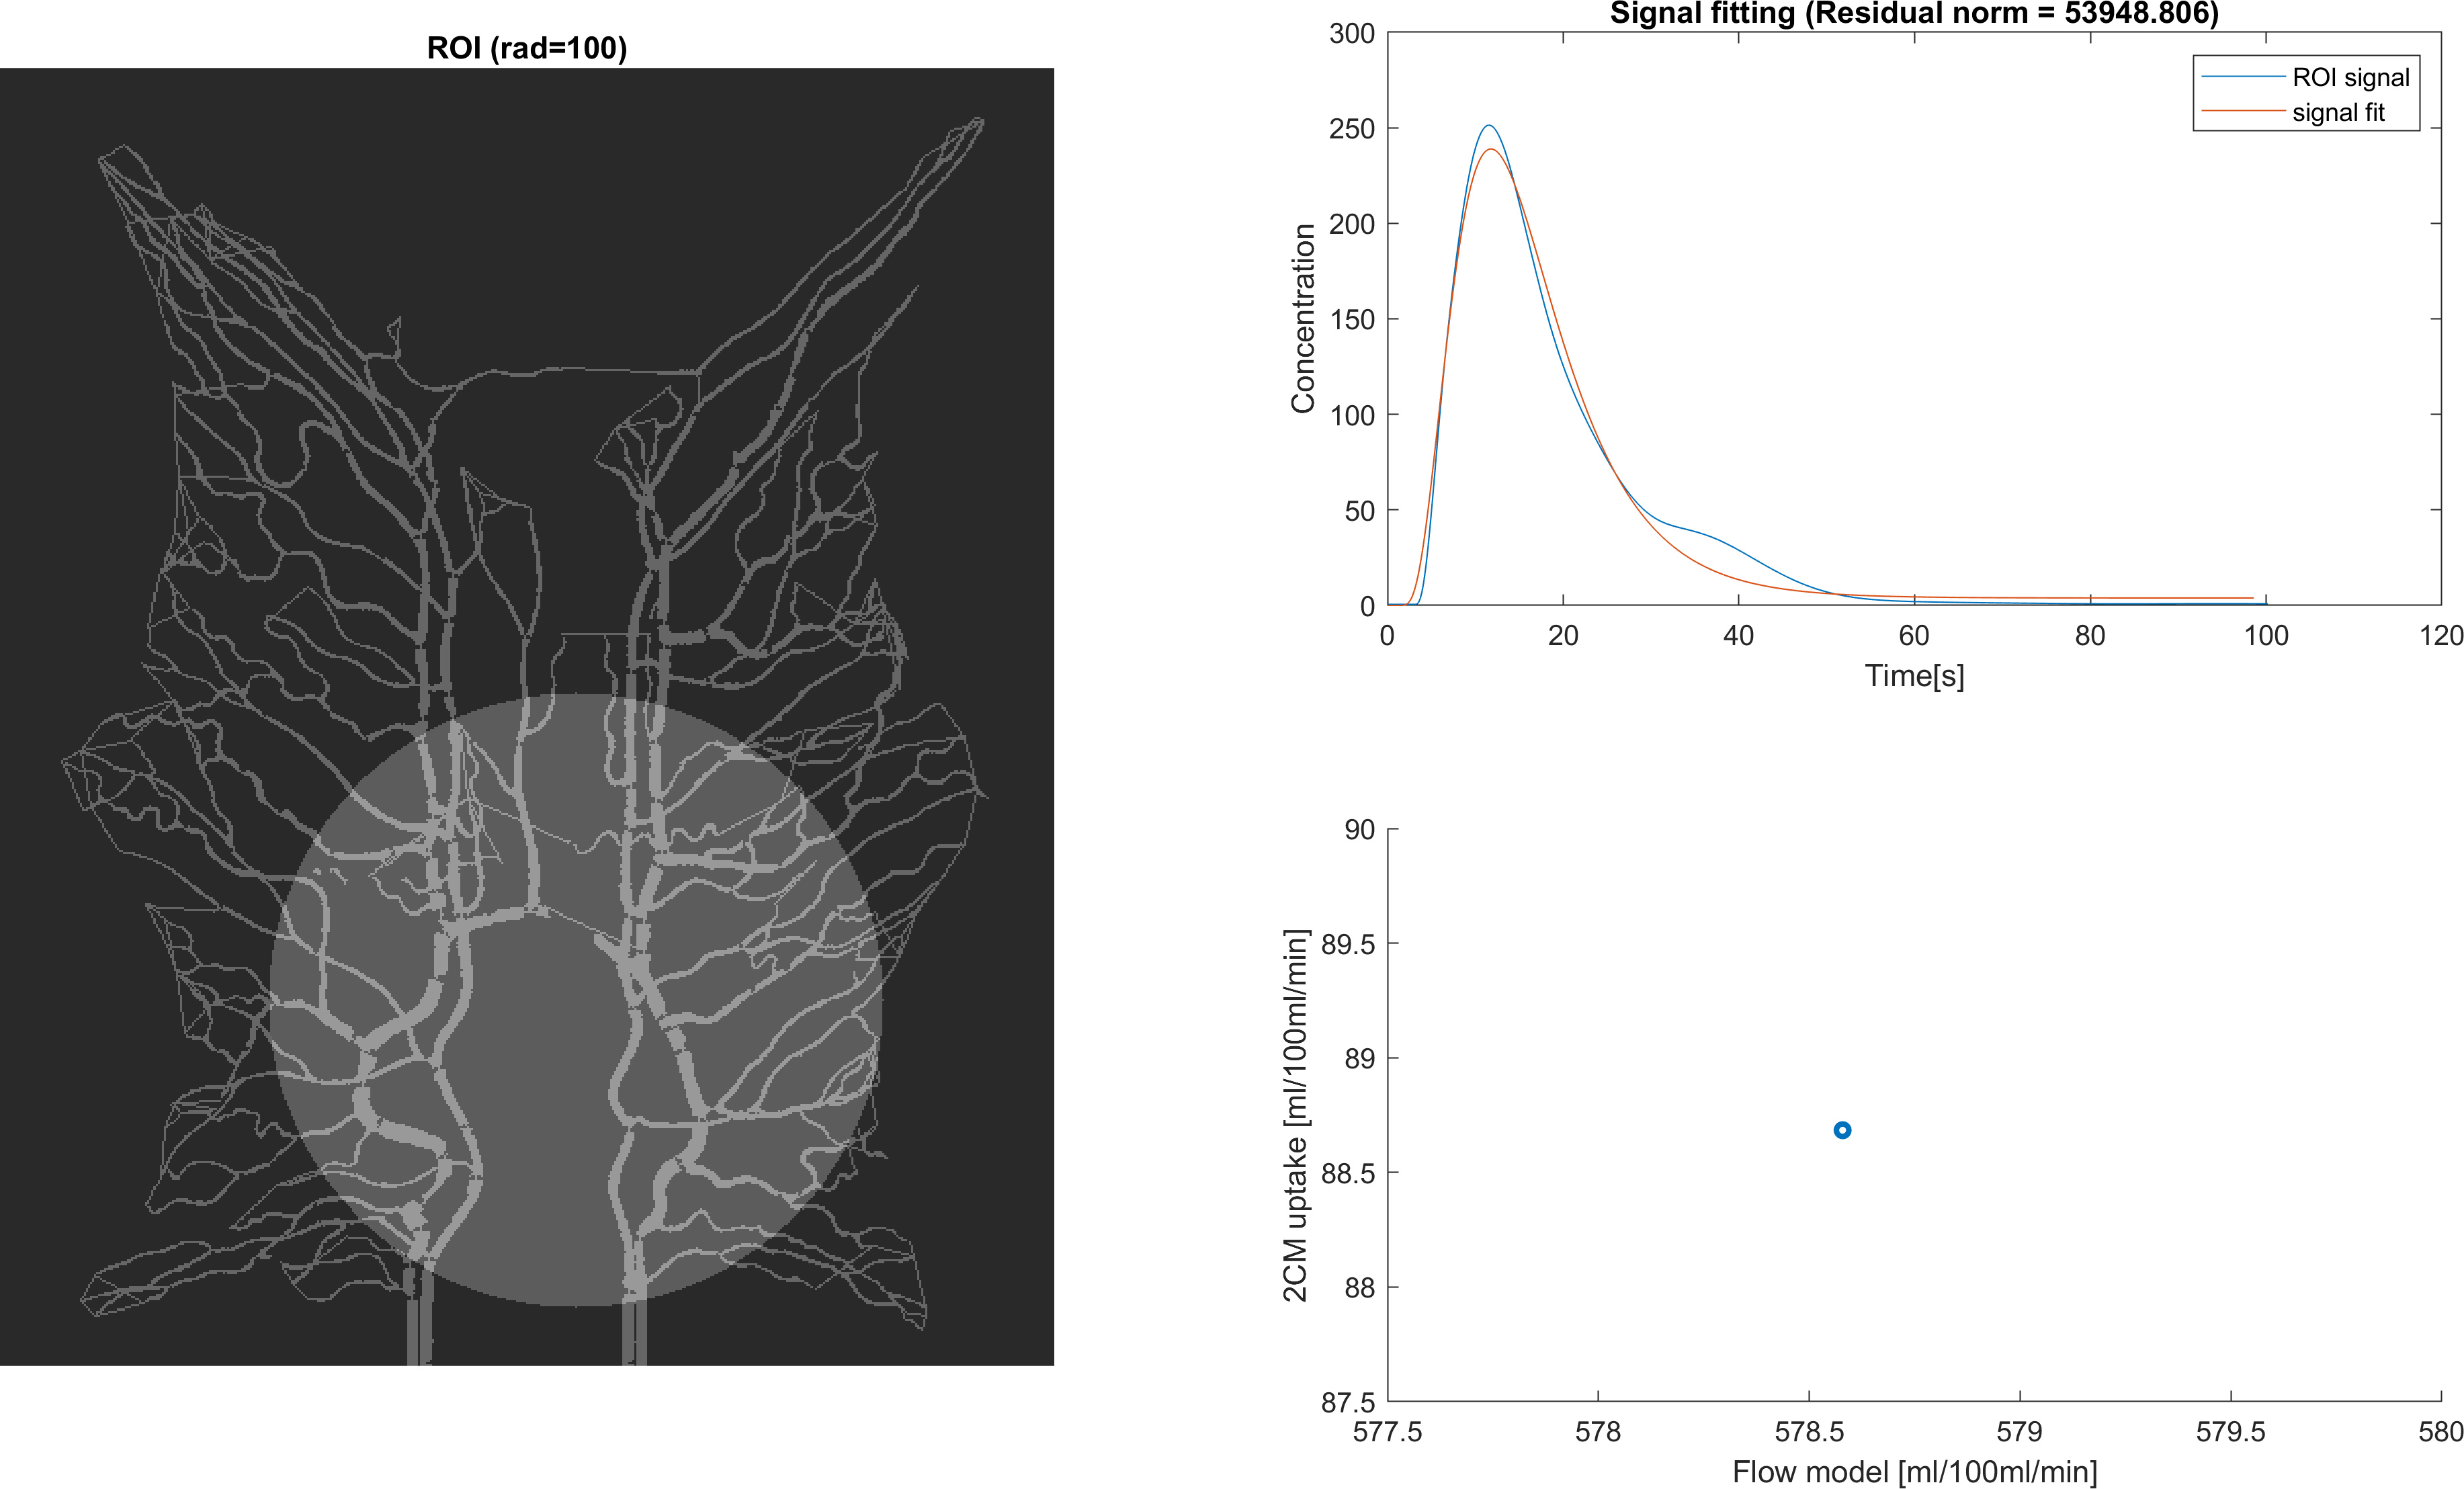 ROI (rad=100)
Signal fitting (Residual norm = 53948.806)
300
250
200
150
100
50
0
Concentration
ROI signal
signal fit
0 20 40 60 80 100 120
Time[s]
90
89.5
89
88.5
88
87.5
2CM uptake [ml/100ml/min]
577.5 578 578.5 579 579.5 580
Flow model [ml/100ml/min]